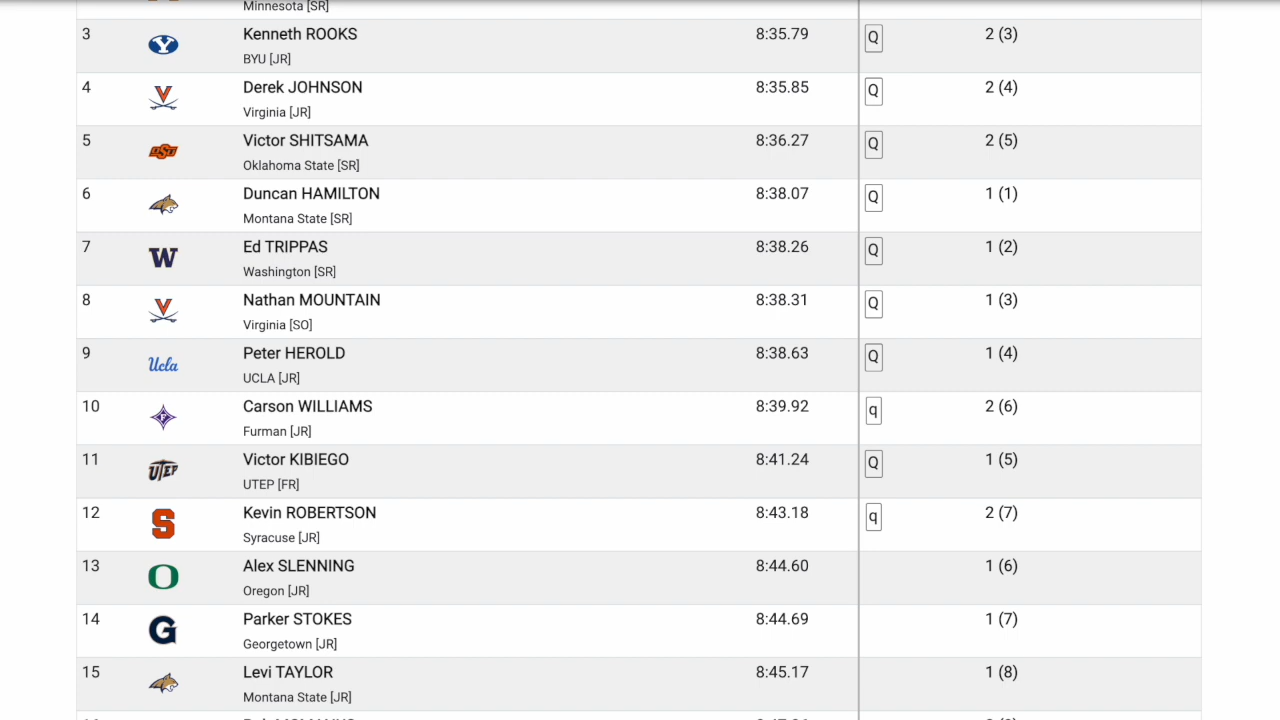 Minnesota [SR]
3 Kenneth ROOKS 8:35.79 Q 2 (3)
BYU [JR]
4 Derek JOHNSON 8:35.85 Q 2 (4)
Virginia [JR]
5 Victor SHITSAMA 8:36.27 Q 2 (5)
Oklahoma State [SR]
6 Duncan HAMILTON 8:38.07 Q 1 (1)
Montana State [SR]
7 Ed TRIPPAS 8:38.26 Q 1 (2)
W
Washington [SR]
8 Nathan MOUNTAIN 8:38.31 Q 1 (3)
Virginia [SO]
9 Peter HEROLD 8:38.63 Q 1 (4)
Ucla
UCLA [JR]
10 Carson WILLIAMS 8:39.92 q 2 (6)
Furman [JR]
11 Victor KIBIEGO 8:41.24 Q 1 (5)
UTEP
UTEP [FR]
12 Kevin ROBERTSON 8:43.18 q 2 (7)
S
Syracuse [JR]
13 Alex SLENNING 8:44.60 1 (6)
O
Oregon [JR]
14 Parker STOKES 8:44.69 1 (7)
G
Georgetown [JR]
15 Levi TAYLOR 8:45.17 1 (8)
Montana State [JR]